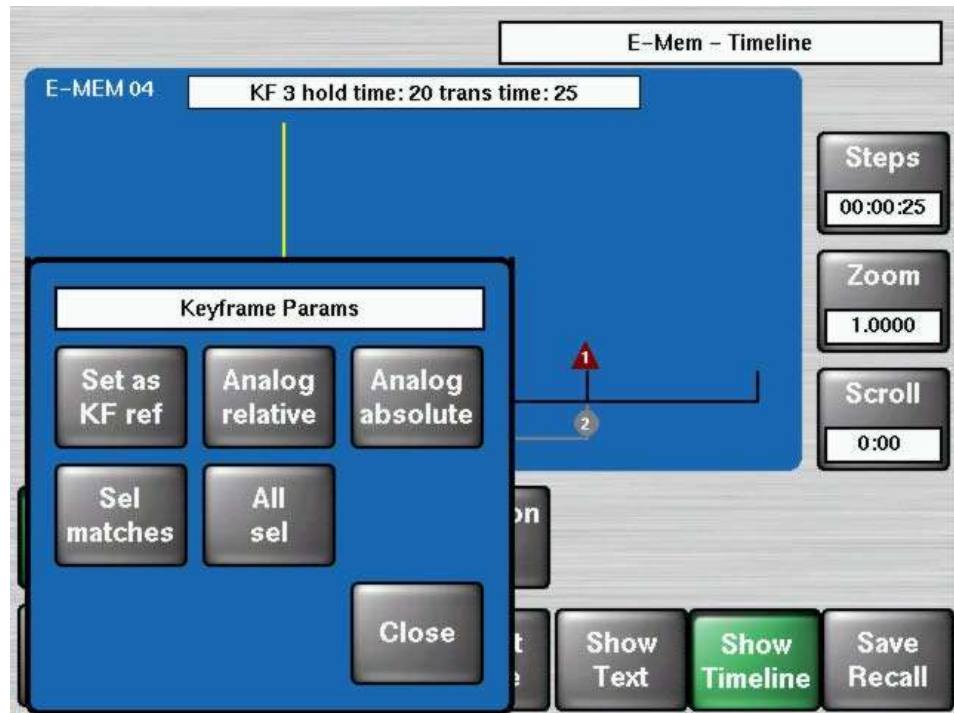 E-Mem - Timeline
E-MEM 04
KF 3 hold time: 20 trans time: 25
Steps
00:00:25
Zoom
1.0000
Scroll
0:00
1
2
Keyframe Params
Set as
KF ref
Analog
relative
Analog
absolute
Sel
matches
All
sel
Close
Show
Text
Show
Timeline
Save
Recall